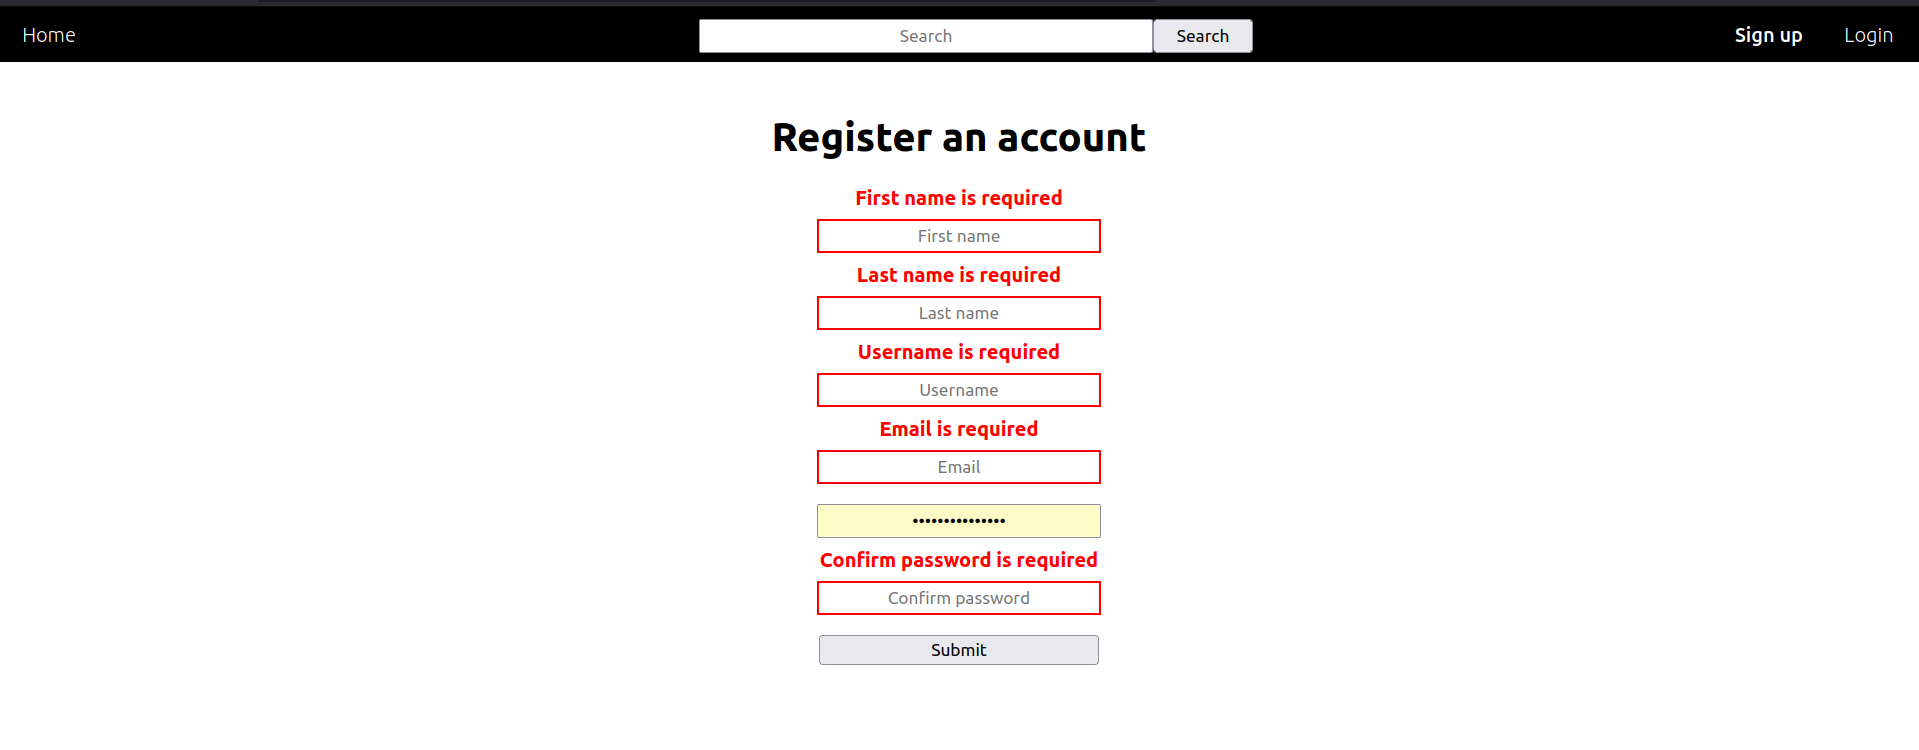 Home Search Search Sign up Login
Register an account
First name is required
First name
Last name is required
Last name
Username is required
Username
Email is required
Email
•••••••••••••••
Confirm password is required
Confirm password
Submit